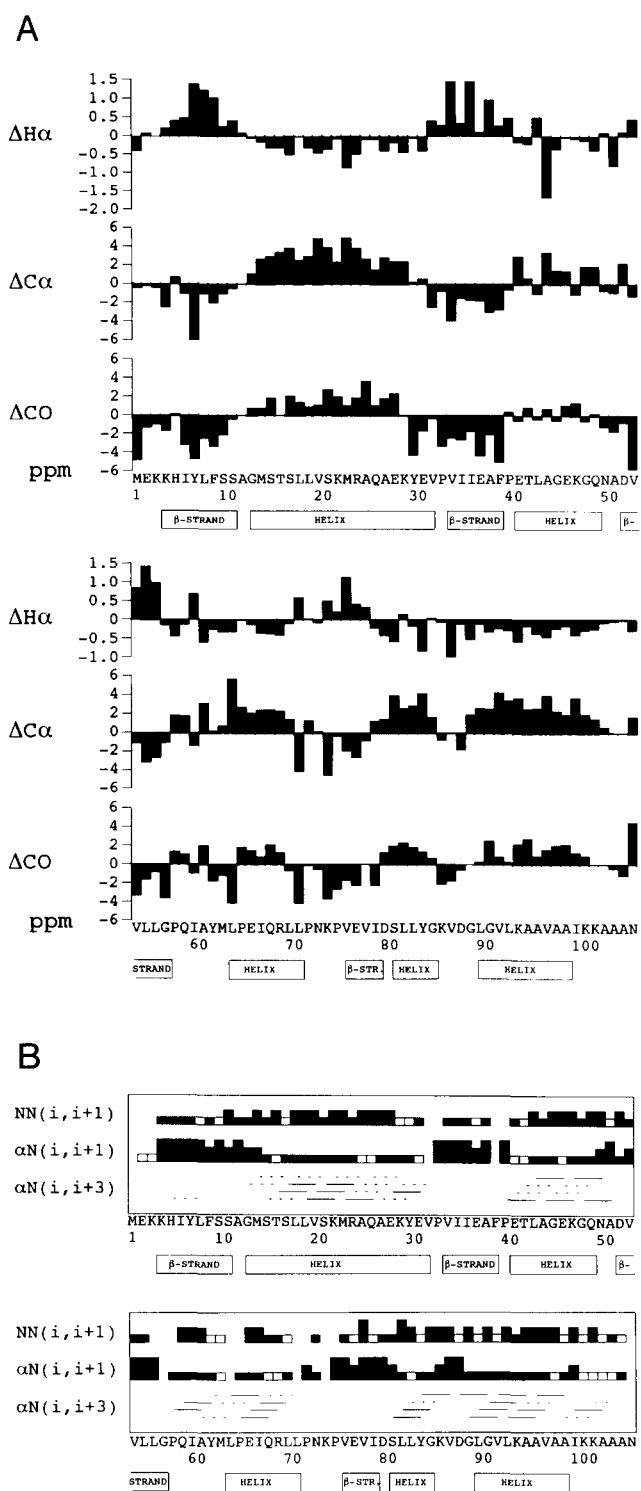 A
1.5
1.0
0.5
ΔHα 0
-0.5
-1.0
-1.5
-2.0
6
4
2
ΔCα 0
-2
-4
-6
6
4
2
ΔCO 0
-2
-4
ppm -6
MEKKHIYLFSSAGMSTSLLVSKMRAQAEKYEVPVIIEAFPETLAGEKGQNADV
1 10 20 30 40 50
β-STRAND HELIX β-STRAND HELIX β-
1.5
1.0
0.5
ΔHα 0
-0.5
-1.0
6
4
2
ΔCα 0
-2
-4
-6
6
4
2
ΔCO 0
-2
-4
ppm -6
VLLGPQIAYMLPEIQRLLPNKPVEVIDSLLYGKVDGLGVLKAAVAAIKKAAAN
60 70 80 90 100
STRAND HELIX β-STR. HELIX HELIX
B
NN(i,i+1)
αN(i,i+1)
αN(i,i+3)
MEKKHIYLFSSAGMSTSLLVSKMRAQAEKYEVPVIIEAFPETLAGEKGQNADV
1 10 20 30 40 50
β-STRAND HELIX β-STRAND HELIX β-
NN(i,i+1)
αN(i,i+1)
αN(i,i+3)
VLLGPQIAYMLPEIQRLLPNKPVEVIDSLLYGKVDGLGVLKAAVAAIKKAAAN
60 70 80 90 100
STRAND HELIX β-STR. HELIX HELIX